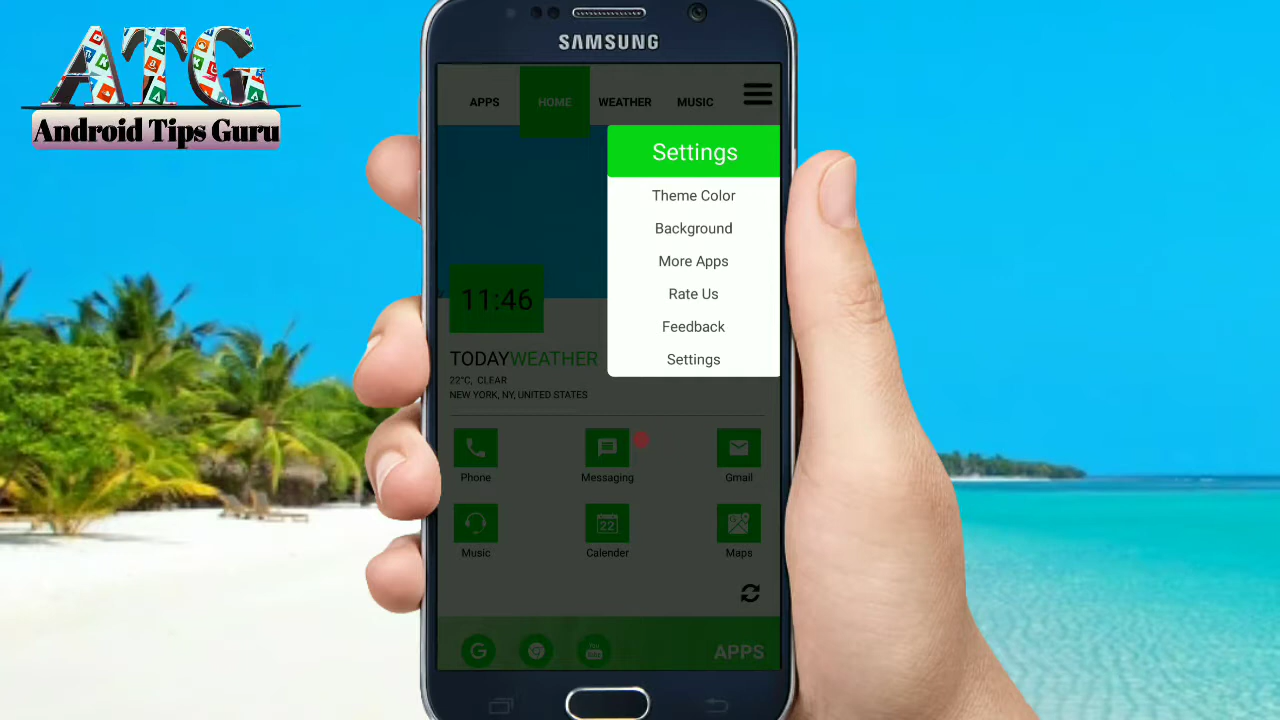 ATG
Android Tips Guru
SAMSUNG
APPS
HOME
WEATHER
MUSIC
Settings
Theme Color
Background
More Apps
Rate Us
Feedback
Settings
11:46
TODAYWEATHER
22°C, CLEAR
NEW YORK, NY, UNITED STATES
Phone
Messaging
Gmail
22
Music
Calender
Maps
G
APPS